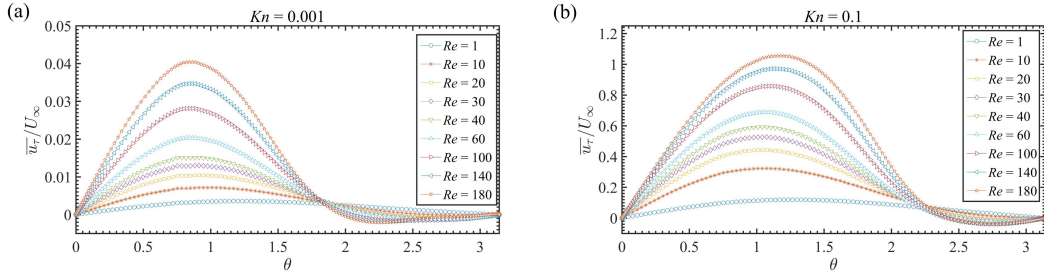 (a)
Kn = 0.001
0.05
0.04
0.03
0.02
0.01
0
u_τ/U_∞
0
0.5
1
1.5
2
2.5
3
θ
Re = 1
Re = 10
Re = 20
Re = 30
Re = 40
Re = 60
Re = 100
Re = 140
Re = 180
(b)
Kn = 0.1
1.2
1
0.8
0.6
0.4
0.2
0
u_τ/U_∞
0
0.5
1
1.5
2
2.5
3
θ
Re = 1
Re = 10
Re = 20
Re = 30
Re = 40
Re = 60
Re = 100
Re = 140
Re = 180